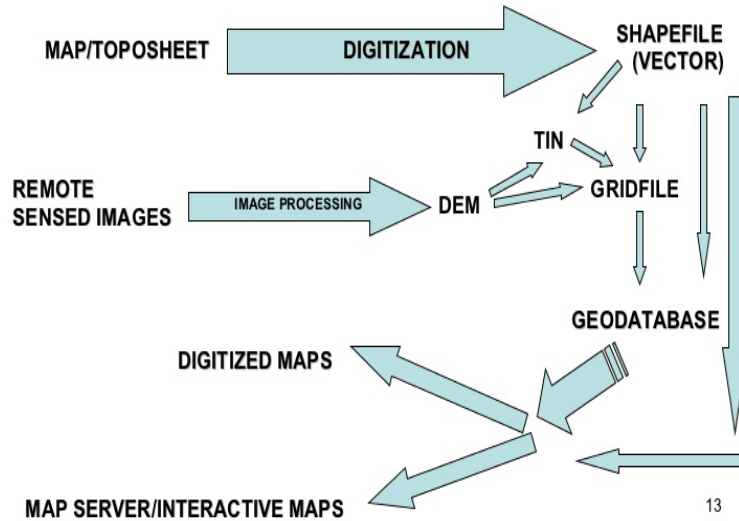 MAP/TOPOSHEET
DIGITIZATION
SHAPEFILE
(VECTOR)
TIN
REMOTE
SENSED IMAGES
IMAGE PROCESSING
DEM
GRIDFILE
GEODATABASE
DIGITIZED MAPS
MAP SERVER/INTERACTIVE MAPS
13